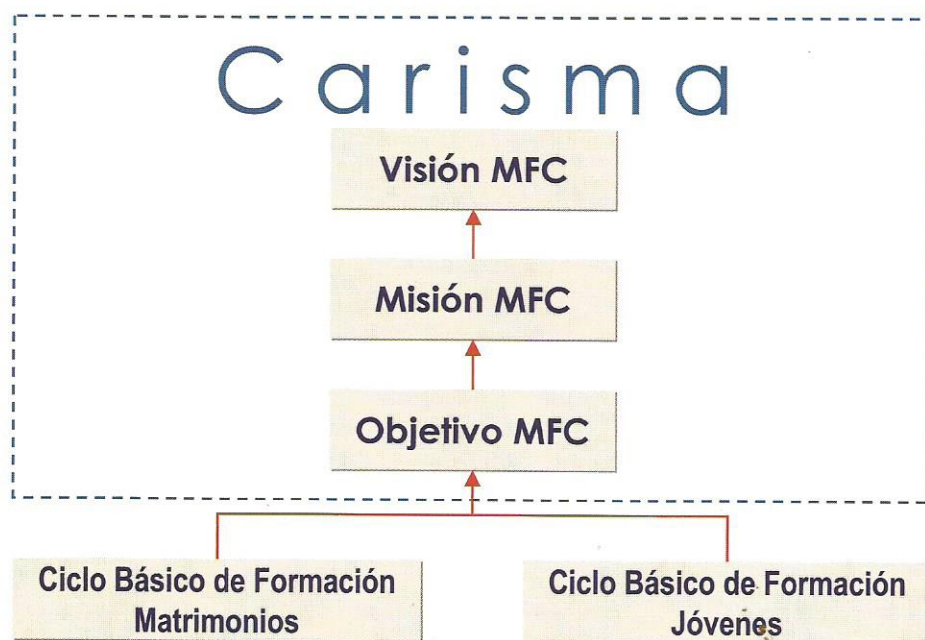 Carisma
Visión MFC
Misión MFC
Objetivo MFC
Ciclo Básico de Formación
Matrimonios
Ciclo Básico de Formación
Jóvenes